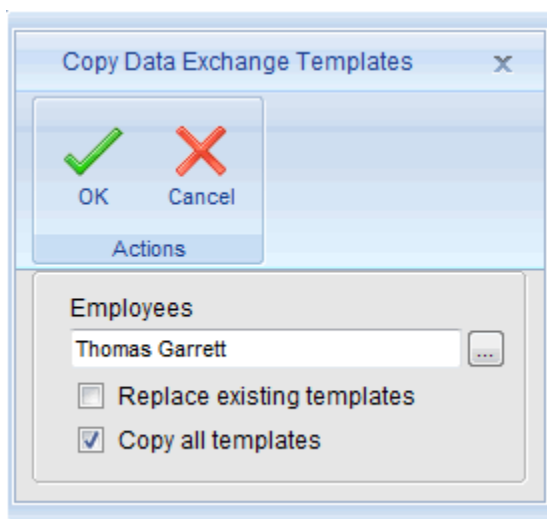 Copy Data Exchange Templates x
OK Cancel
Actions
Employees
Thomas Garrett ...
Replace existing templates
Copy all templates